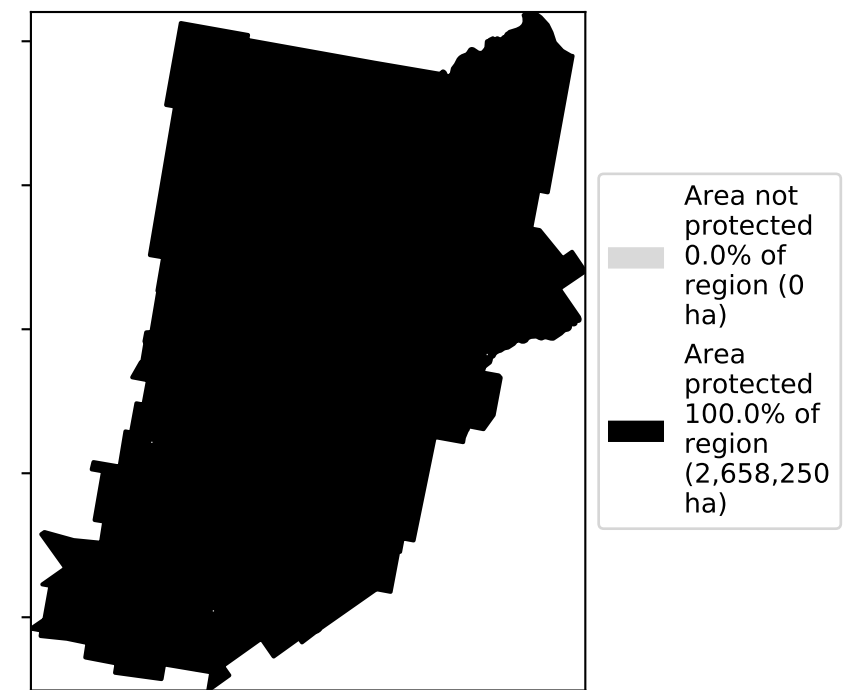 Area not
protected
0.0% of
region (0
ha)
Area
protected
100.0% of
region
(2,658,250
ha)